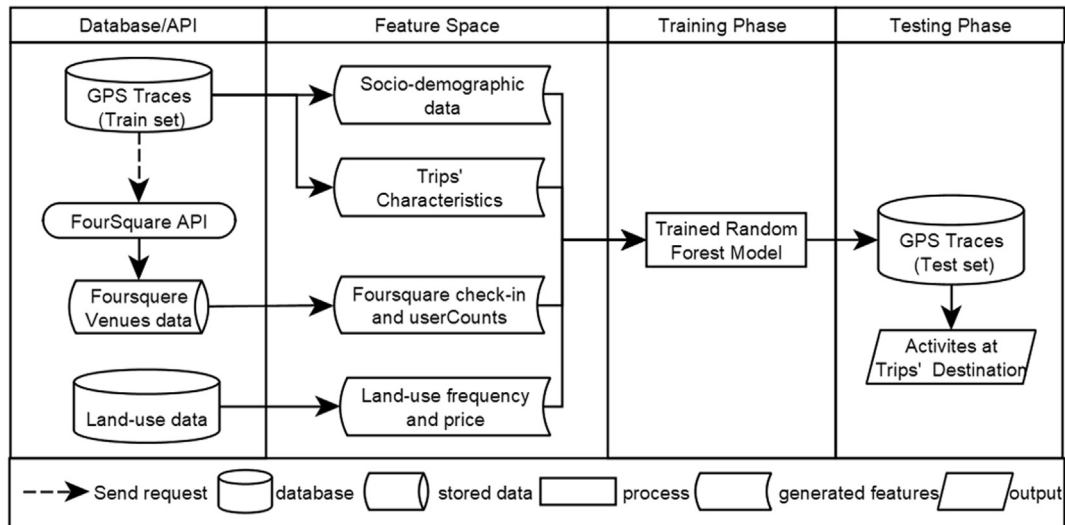 Database/API
Feature Space
Training Phase
Testing Phase
GPS Traces
(Train set)
FourSquare API
Foursquere
Venues data
Land-use data
Socio-demographic
data
Trips'
Characteristics
Foursquare check-in
and userCounts
Land-use frequency
and price
Trained Random
Forest Model
GPS Traces
(Test set)
Activites at
Trips' Destination
Send request
database
stored data
process
generated features
output